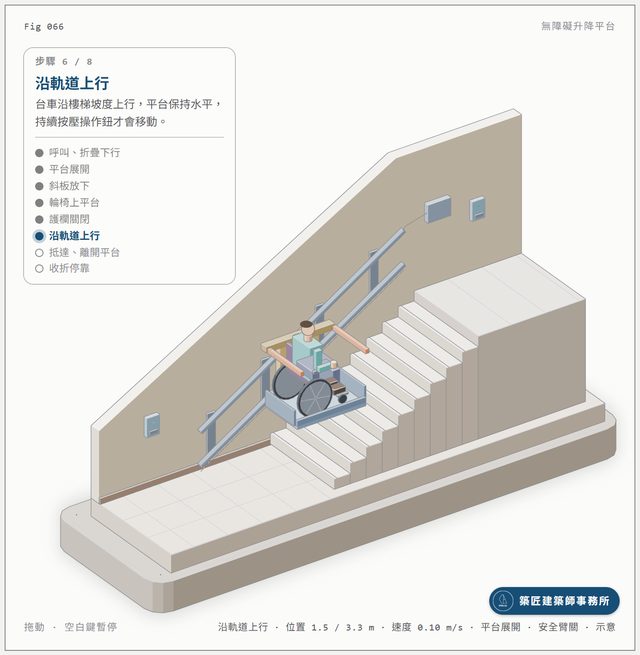 Fig 066
無障礙升降平台
步驟 6 / 8
沿軌道上行
台車沿樓梯坡度上行，平台保持水平，
持續按壓操作鈕才會移動。
呼叫、折疊下行
平台展開
斜板放下
輪椅上平台
護欄關閉
沿軌道上行
抵達、離開平台
收折停靠
築匠建築師事務所
拖動 · 空白鍵暫停
沿軌道上行 · 位置 1.5 / 3.3 m · 速度 0.10 m/s · 平台展開 · 安全臂關 · 示意